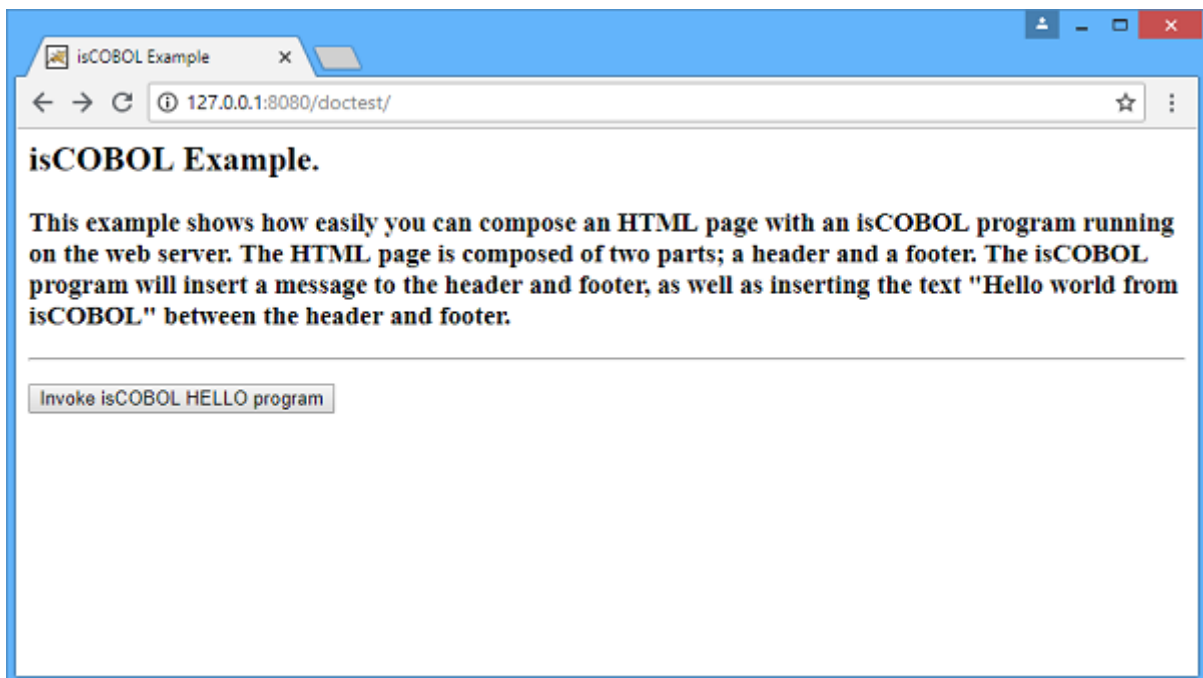 isCOBOL Example
127.0.0.1:8080/doctest/
isCOBOL Example.
This example shows how easily you can compose an HTML page with an isCOBOL program running
on the web server. The HTML page is composed of two parts; a header and a footer. The isCOBOL
program will insert a message to the header and footer, as well as inserting the text "Hello world from
isCOBOL" between the header and footer.
Invoke isCOBOL HELLO program